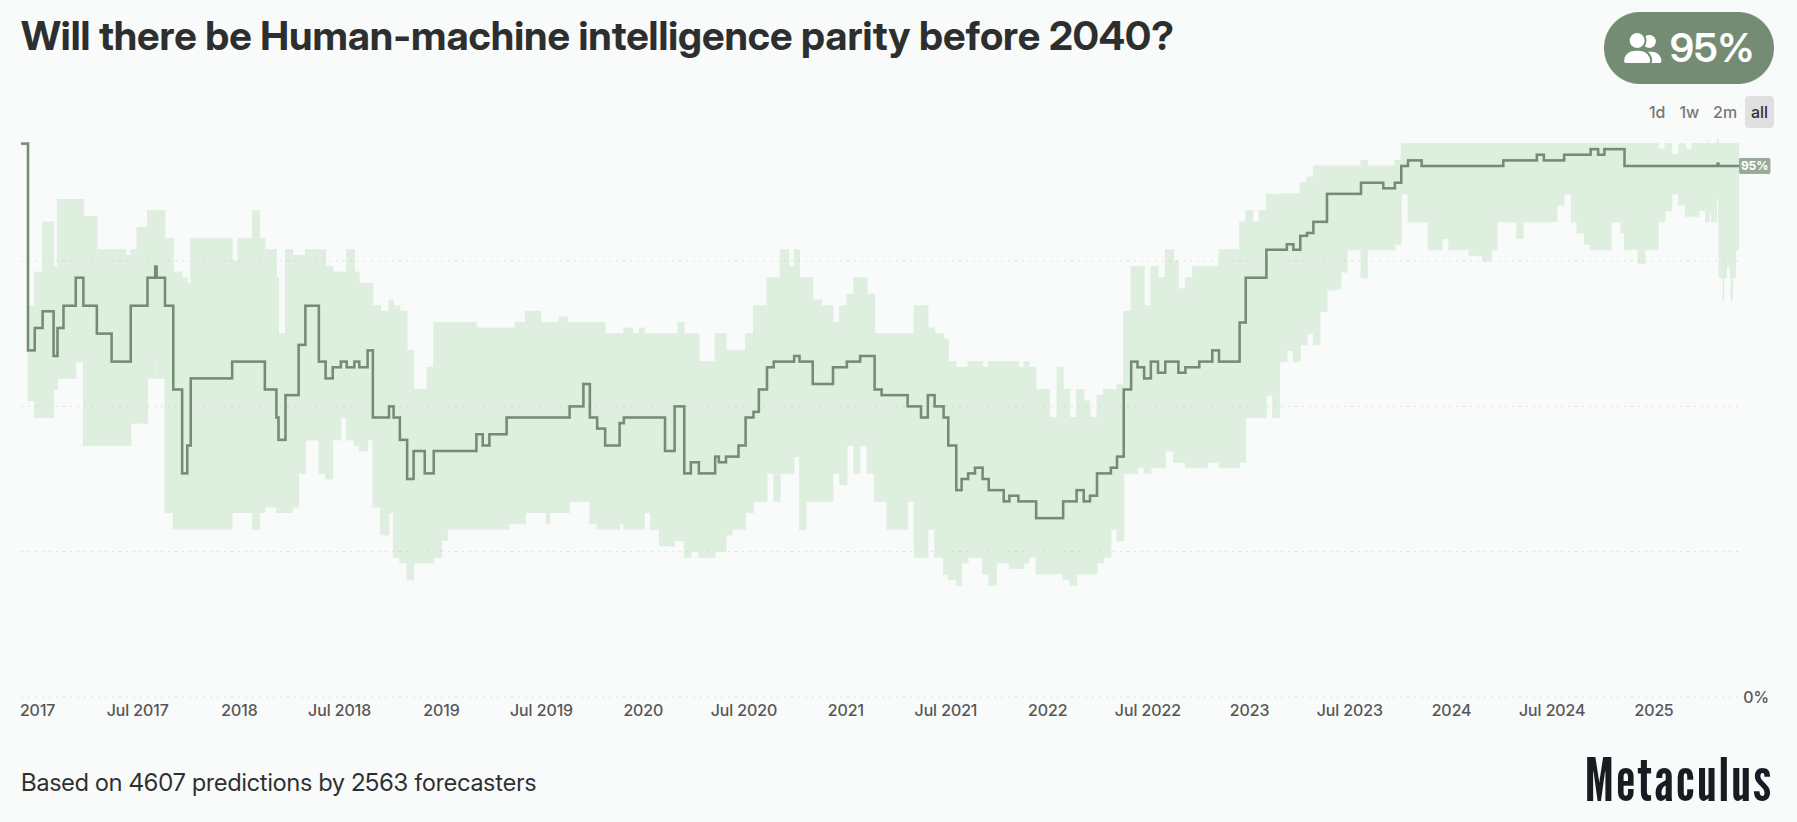 Will there be Human-machine intelligence parity before 2040?
95%
1d 1w 2m all
95%
0%
2017 Jul 2017 2018 Jul 2018 2019 Jul 2019 2020 Jul 2020 2021 Jul 2021 2022 Jul 2022 2023 Jul 2023 2024 Jul 2024 2025
Based on 4607 predictions by 2563 forecasters
Metaculus